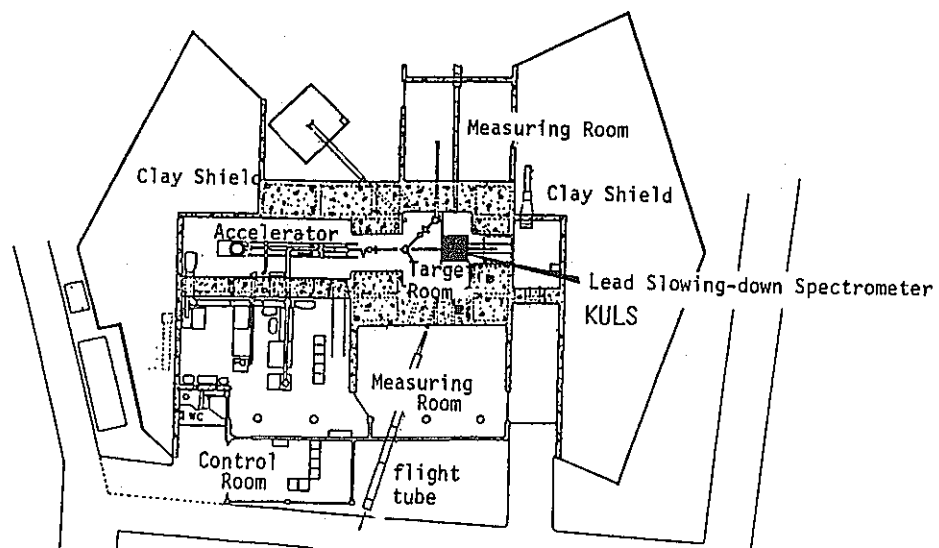 Measuring Room
Clay Shield
Clay Shield
Accelerator
Target
Room
Lead Slowing-down Spectrometer
KULS
Measuring
Room
WC
Control
Room
flight
tube